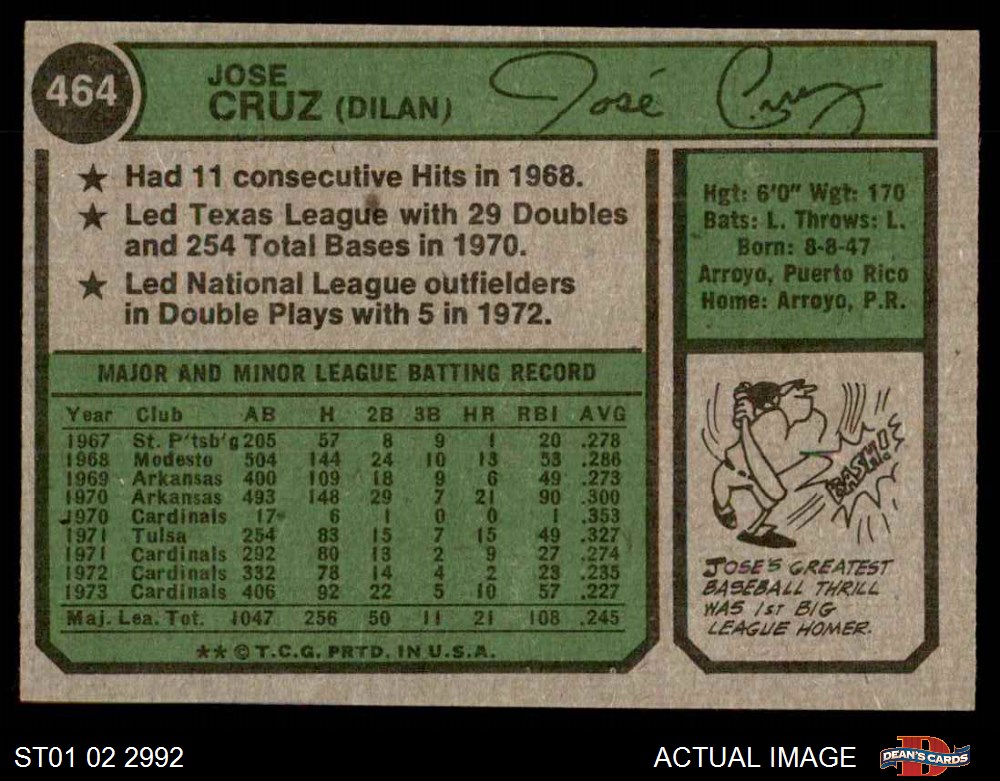 464
JOSE
CRUZ (DILAN)
José Cruz
★ Had 11 consecutive Hits in 1968.
★ Led Texas League with 29 Doubles
and 254 Total Bases in 1970.
★ Led National League outfielders
in Double Plays with 5 in 1972.
Hgt: 6'0" Wgt: 170
Bats: L. Throws: L.
Born: 8-8-47
Arroyo, Puerto Rico
Home: Arroyo, P.R.
MAJOR AND MINOR LEAGUE BATTING RECORD
Year Club AB H 2B 3B HR RBI AVG
1967 St. P'tsb'g 205 57 8 9 1 20 .278
1968 Modesto 504 144 24 10 13 53 .286
1969 Arkansas 400 109 18 9 6 49 .273
1970 Arkansas 493 148 29 7 21 90 .300
1970 Cardinals 17 6 1 0 0 1 .353
1971 Tulsa 254 83 15 7 15 49 .327
1971 Cardinals 292 80 13 2 9 27 .274
1972 Cardinals 332 78 14 4 2 23 .235
1973 Cardinals 406 92 22 5 10 57 .227
Maj. Lea. Tot. 1047 256 50 11 21 108 .245
★★ © T.C.G. PRTD. IN U.S.A.
BASH!
JOSE'S GREATEST
BASEBALL THRILL
WAS 1ST BIG
LEAGUE HOMER.
ST01 02 2992
ACTUAL IMAGE
D
DEAN'S CARDS